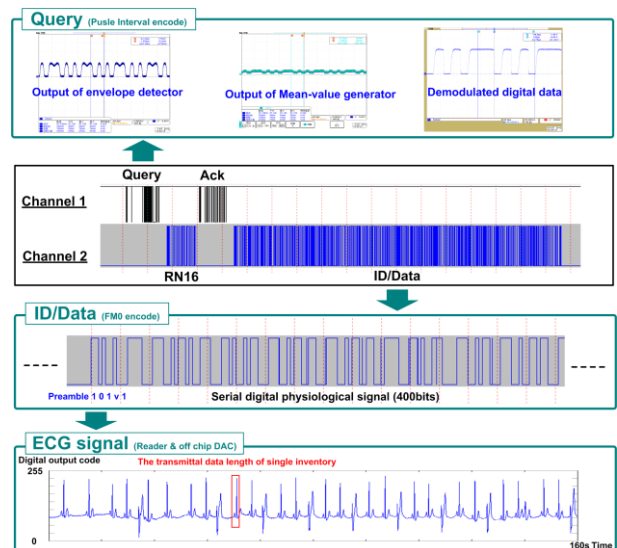 Query (Pusle Interval encode)
Output of envelope detector
Output of Mean-value generator
Demodulated digital data
Query
Ack
Channel 1
Channel 2
RN16
ID/Data
ID/Data (FM0 encode)
Preamble 1 0 1 v 1
Serial digital physiological signal (400bits)
ECG signal (Reader & off chip DAC)
Digital output code
The transmittal data length of single inventory
255
0
160s Time